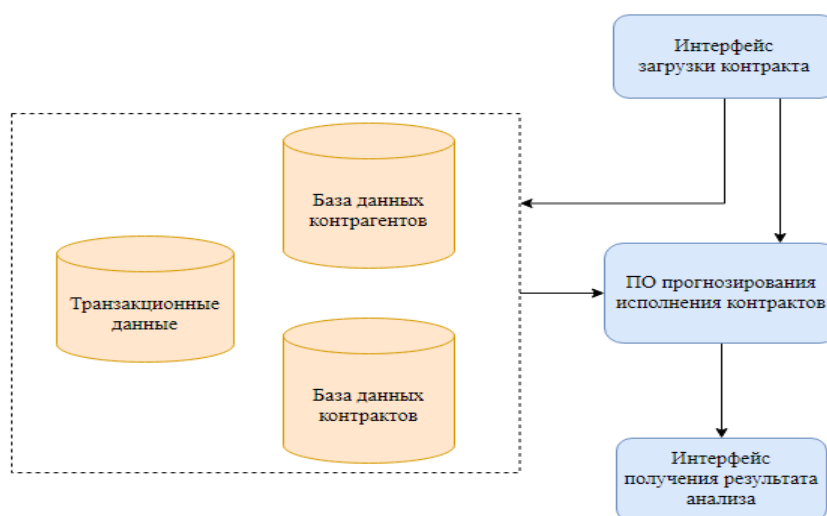 Интерфейс
загрузки контракта
База данных
контрагентов
Транзакционные
данные
База данных
контрактов
ПО прогнозирования
исполнения контрактов
Интерфейс
получения результата
анализа